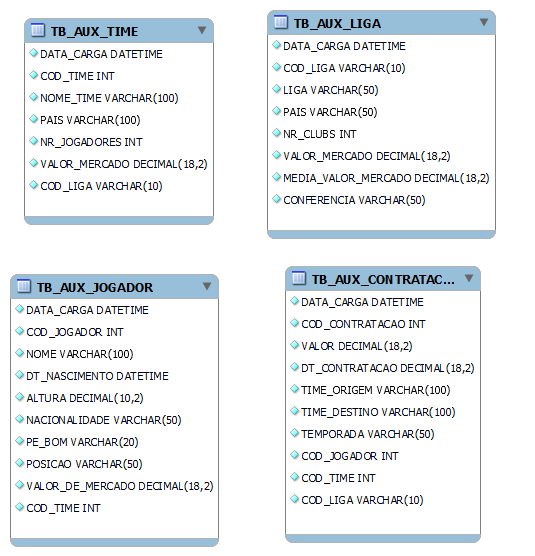 TB_AUX_TIME
DATA_CARGA DATETIME
COD_TIME INT
NOME_TIME VARCHAR(100)
PAIS VARCHAR(100)
NR_JOGADORES INT
VALOR_MERCADO DECIMAL(18,2)
COD_LIGA VARCHAR(10)
TB_AUX_LIGA
DATA_CARGA DATETIME
COD_LIGA VARCHAR(10)
LIGA VARCHAR(50)
PAIS VARCHAR(50)
NR_CLUBS INT
VALOR_MERCADO DECIMAL(18,2)
MEDIA_VALOR_MERCADO DECIMAL(18,2)
CONFERENCIA VARCHAR(50)
TB_AUX_JOGADOR
DATA_CARGA DATETIME
COD_JOGADOR INT
NOME VARCHAR(100)
DT_NASCIMENTO DATETIME
ALTURA DECIMAL(10,2)
NACIONALIDADE VARCHAR(50)
PE_BOM VARCHAR(20)
POSICAO VARCHAR(50)
VALOR_DE_MERCADO DECIMAL(18,2)
COD_TIME INT
TB_AUX_CONTRATAC...
DATA_CARGA DATETIME
COD_CONTRATACAO INT
VALOR DECIMAL(18,2)
DT_CONTRATACAO DECIMAL(18,2)
TIME_ORIGEM VARCHAR(100)
TIME_DESTINO VARCHAR(100)
TEMPORADA VARCHAR(50)
COD_JOGADOR INT
COD_TIME INT
COD_LIGA VARCHAR(10)